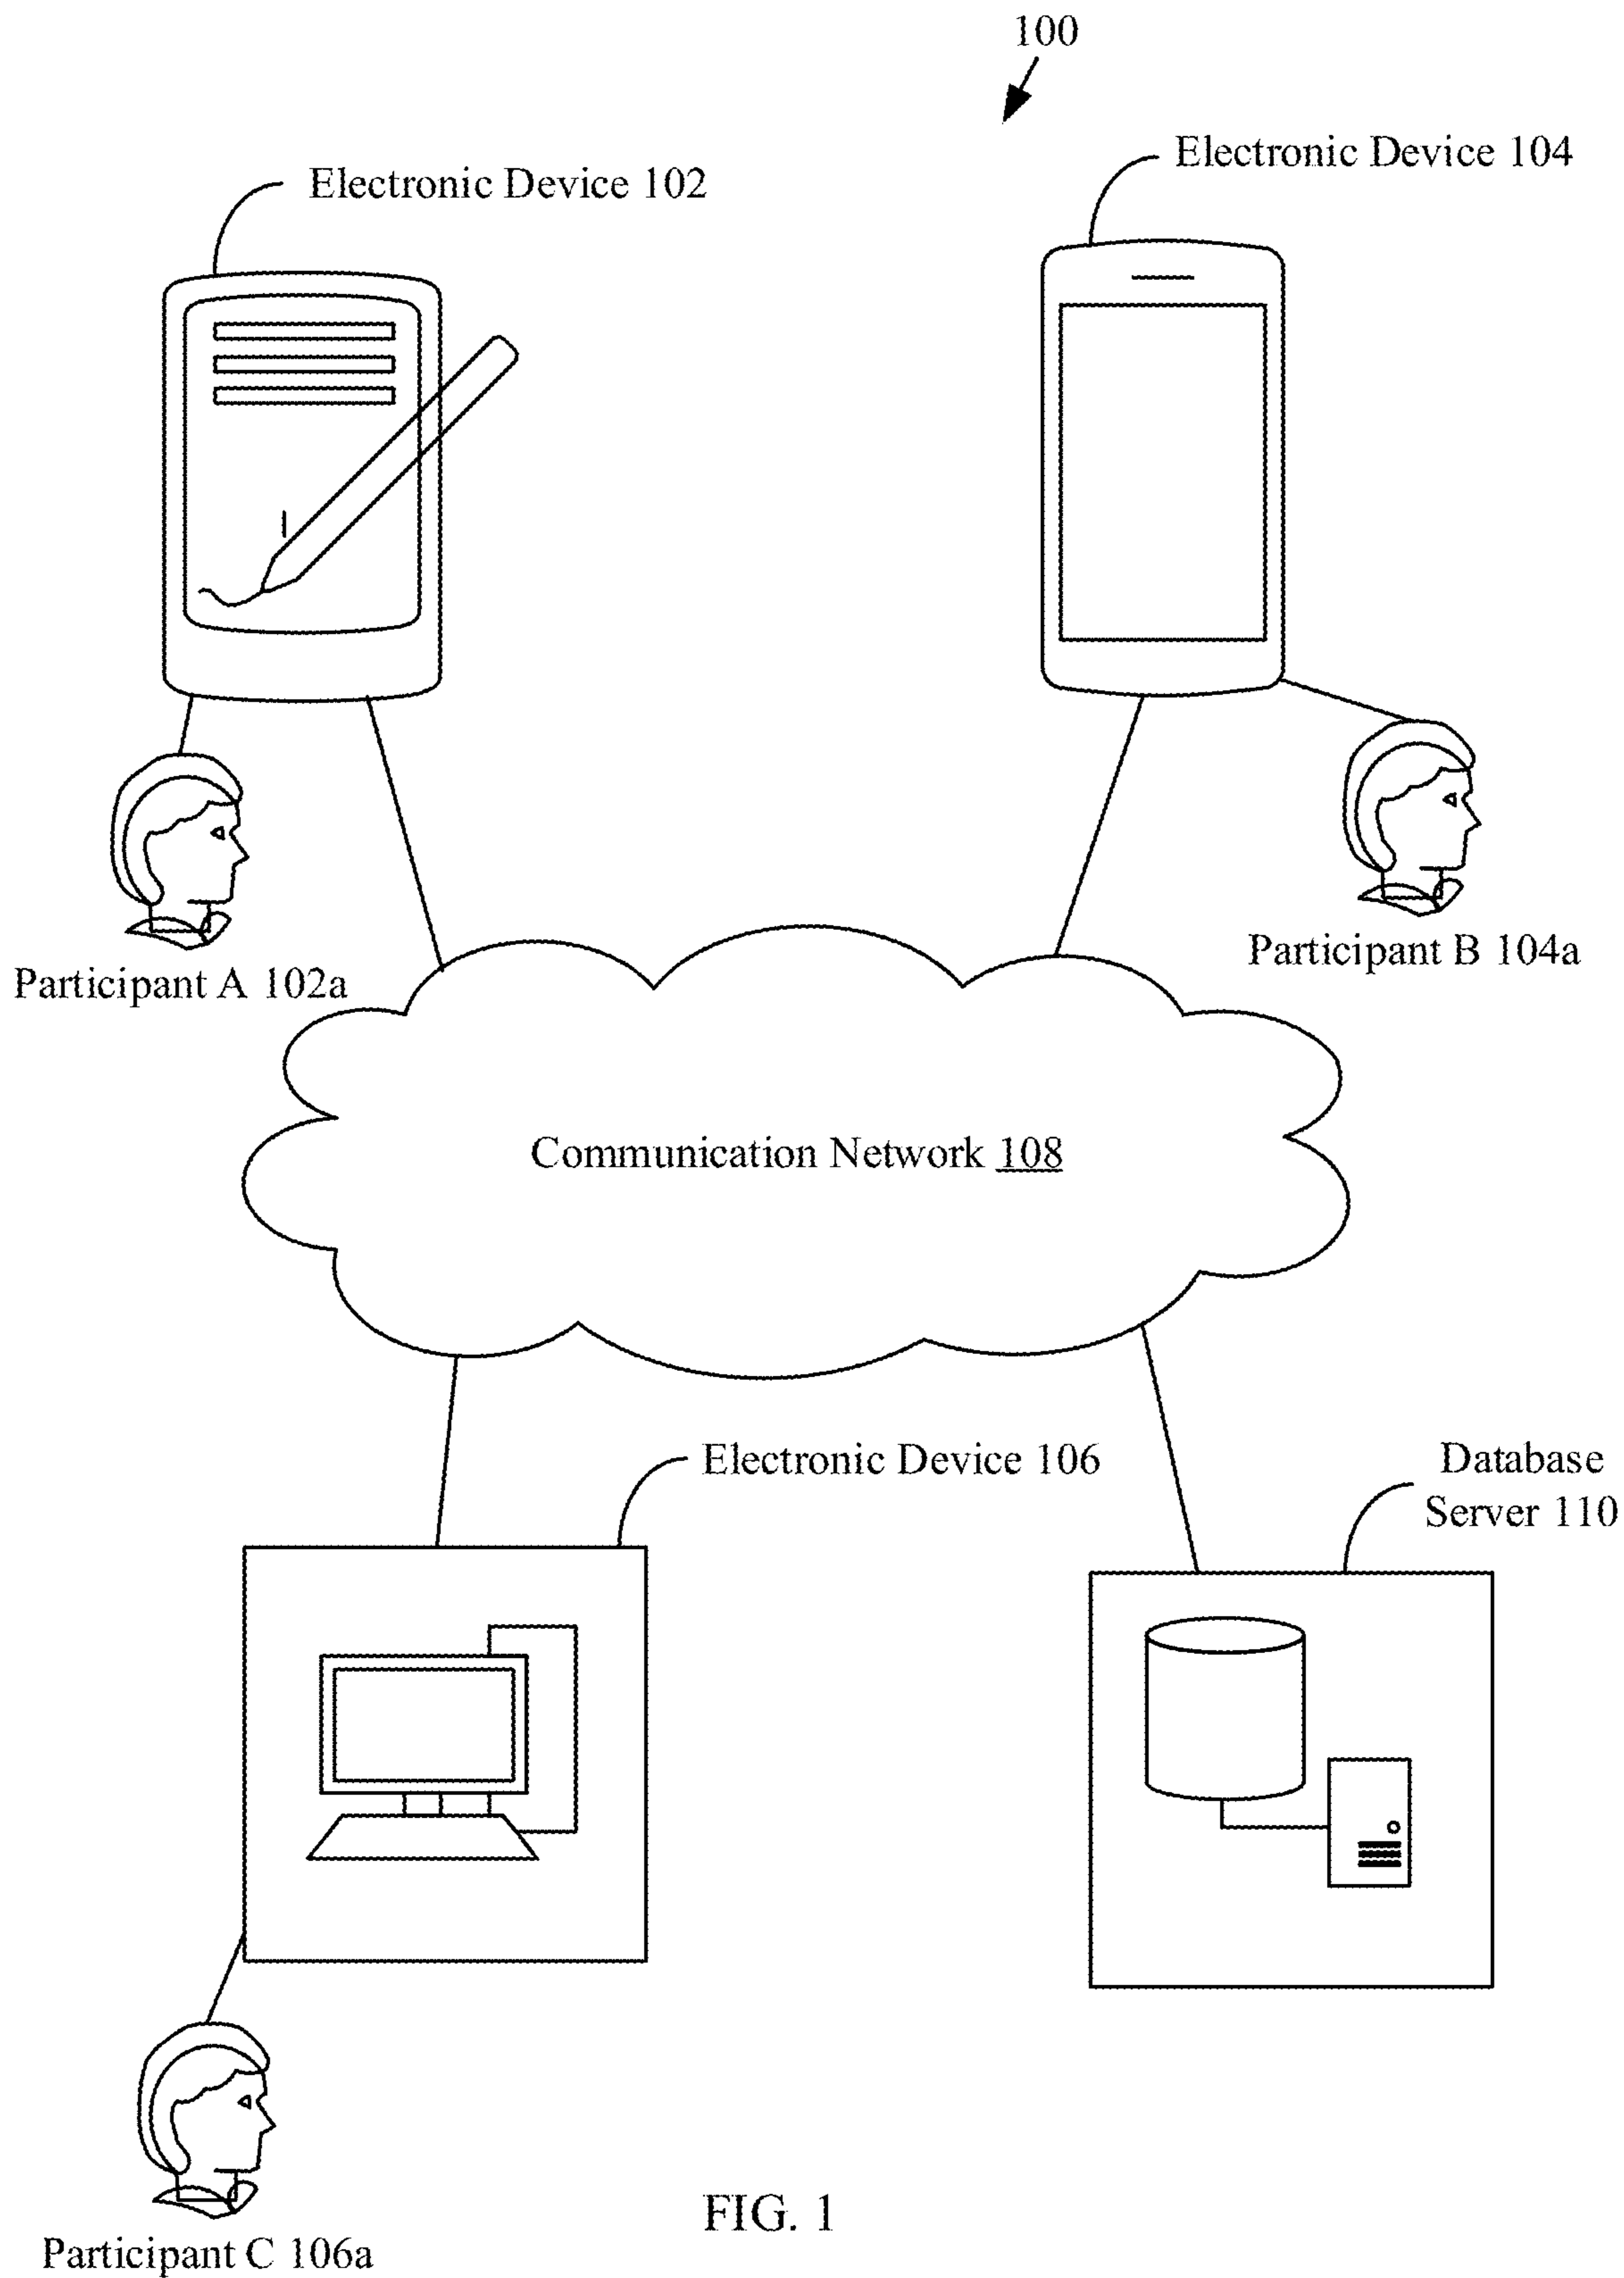 100
Electronic Device 102
Electronic Device 104
Participant A 102a
Participant B 104a
Communication Network 108
Electronic Device 106
Database
Server 110
Participant C 106a
FIG. 1